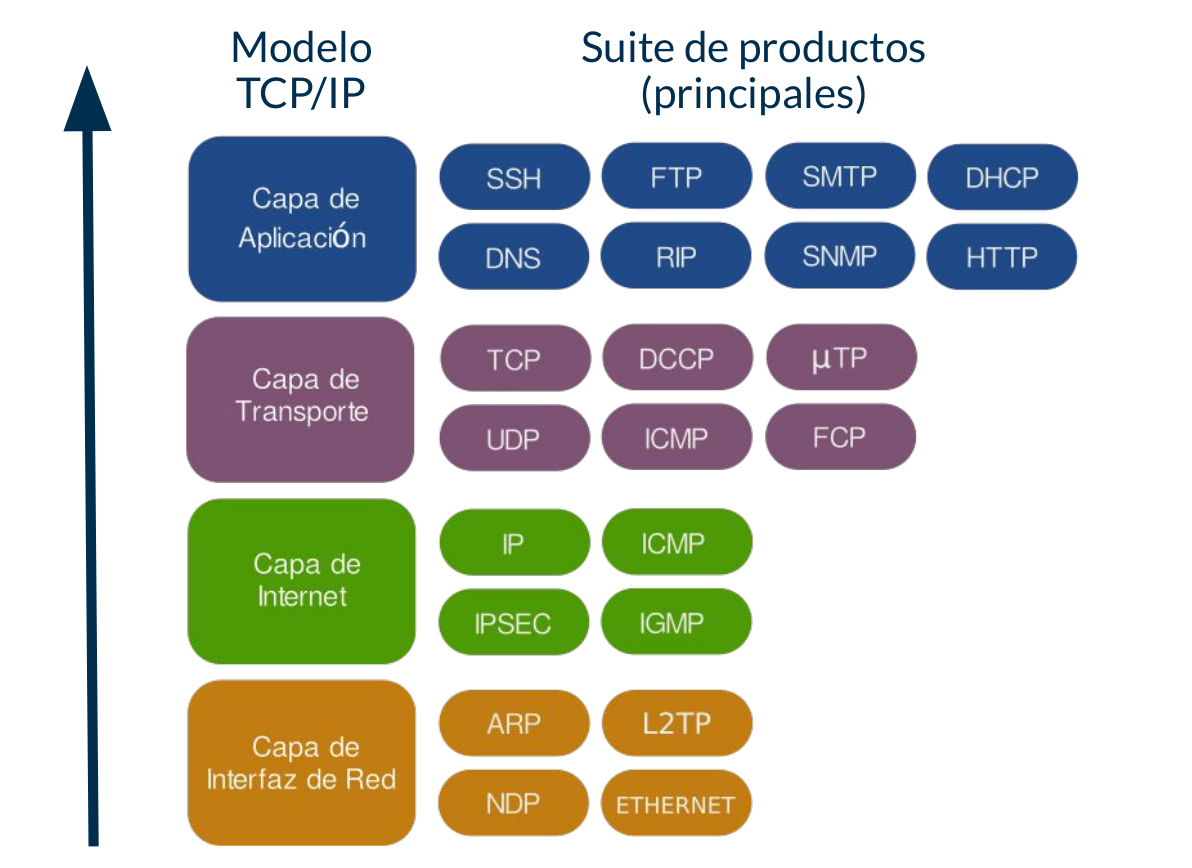 Modelo
TCP/IP
Suite de productos
(principales)
Capa de
Aplicación
SSH FTP SMTP DHCP
DNS RIP SNMP HTTP
Capa de
Transporte
TCP DCCP µTP
UDP ICMP FCP
Capa de
Internet
IP ICMP
IPSEC IGMP
Capa de
Interfaz de Red
ARP L2TP
NDP ETHERNET